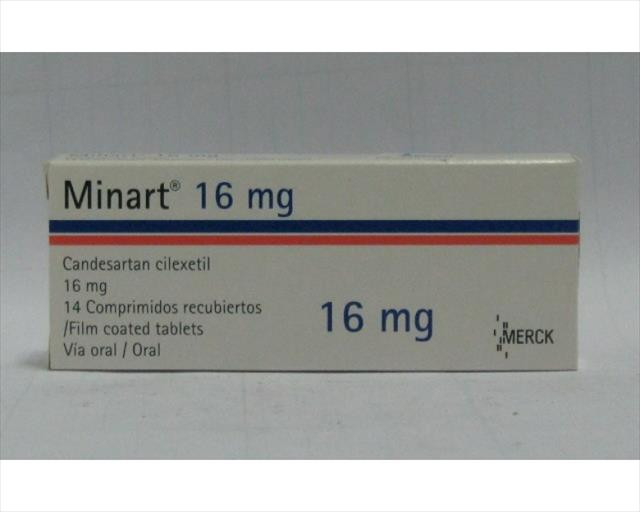 Minart® 16 mg
Candesartan cilexetil
16 mg
14 Comprimidos recubiertos
/Film coated tablets
Vía oral / Oral
16 mg
MERCK